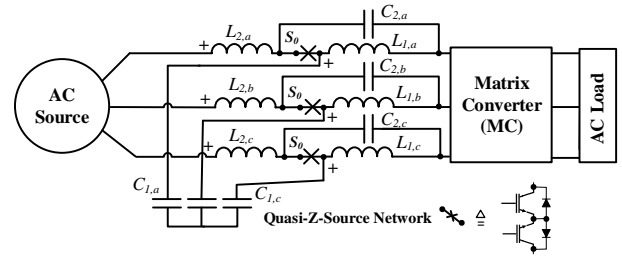 C2,a
L2,a
S0
L1,a
+
+
C2,b
L2,b
S0
L1,b
+
+
C2,c
L2,c
S0
L1,c
+
+
AC
Source
Matrix
Converter
(MC)
AC Load
C1,a
C1,c
Quasi-Z-Source Network
≜